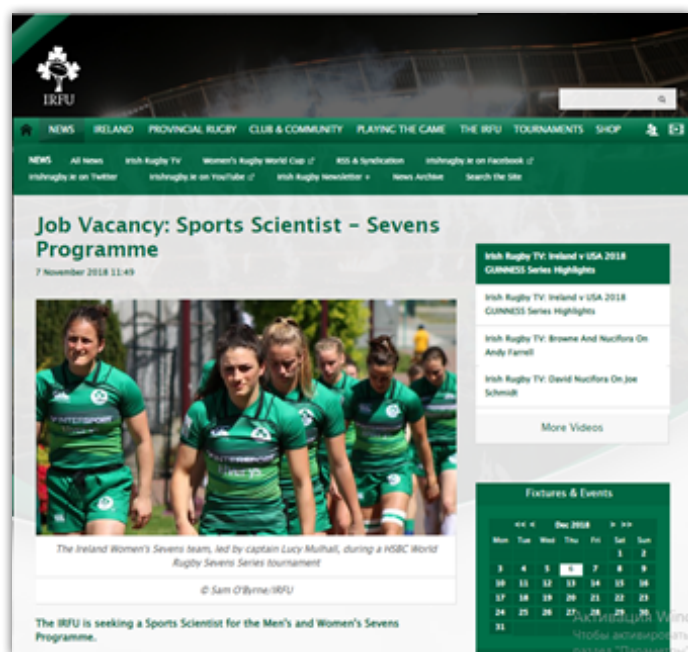 IRFU
NEWS IRELAND PROVINCIAL RUGBY CLUB & COMMUNITY PLAYING THE GAME THE IRFU TOURNAMENTS SHOP
NEWS All News Irish Rugby TV Women's Rugby World Cup RSS & Syndication Irishrugby.ie on Facebook
Irishrugby.ie on Twitter Irishrugby.ie on YouTube Irish Rugby Newsletter + News Archive Search the Site
Job Vacancy: Sports Scientist – Sevens
Programme
7 November 2018 11:49
INTERSPORT
Elverys
The Ireland Women's Sevens team, led by captain Lucy Mulhall, during a HSBC World
Rugby Sevens Series tournament
© Sam O'Byrne/IRFU
The IRFU is seeking a Sports Scientist for the Men's and Women's Sevens
Programme.
Irish Rugby TV: Ireland v USA 2018
GUINNESS Series Highlights
Irish Rugby TV: Ireland v USA 2018
GUINNESS Series Highlights
Irish Rugby TV: Browne And Nucifora On
Andy Farrell
Irish Rugby TV: David Nucifora On Joe
Schmidt
More Videos
Fixtures & Events
<< < Dec 2018 > >>
Mon Tue Wed Thu Fri Sat Sun
1 2
3 4 5 6 7 8 9
10 11 12 13 14 15 16
17 18 19 20 21 22 23
24 25 26 27 28 29 30
31
Активация Wind
Чтобы активировать
раздел "Параметры